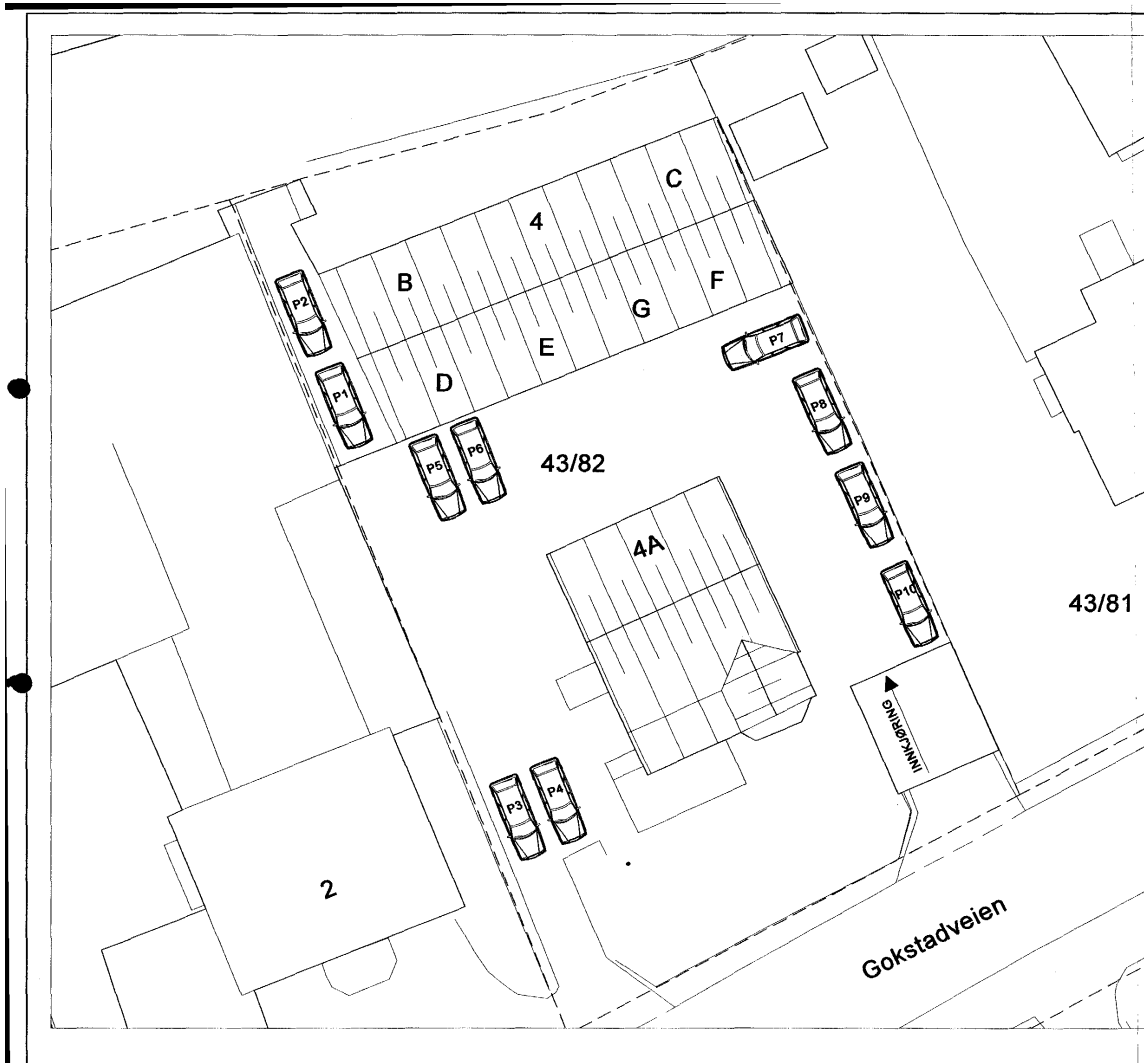 C
4
B
F
G
E
D
P2
P1
P7
P8
P5
P6
43/82
P9
4A
P10
43/81
INNKJØRING
P3
P4
2
Gokstadveien